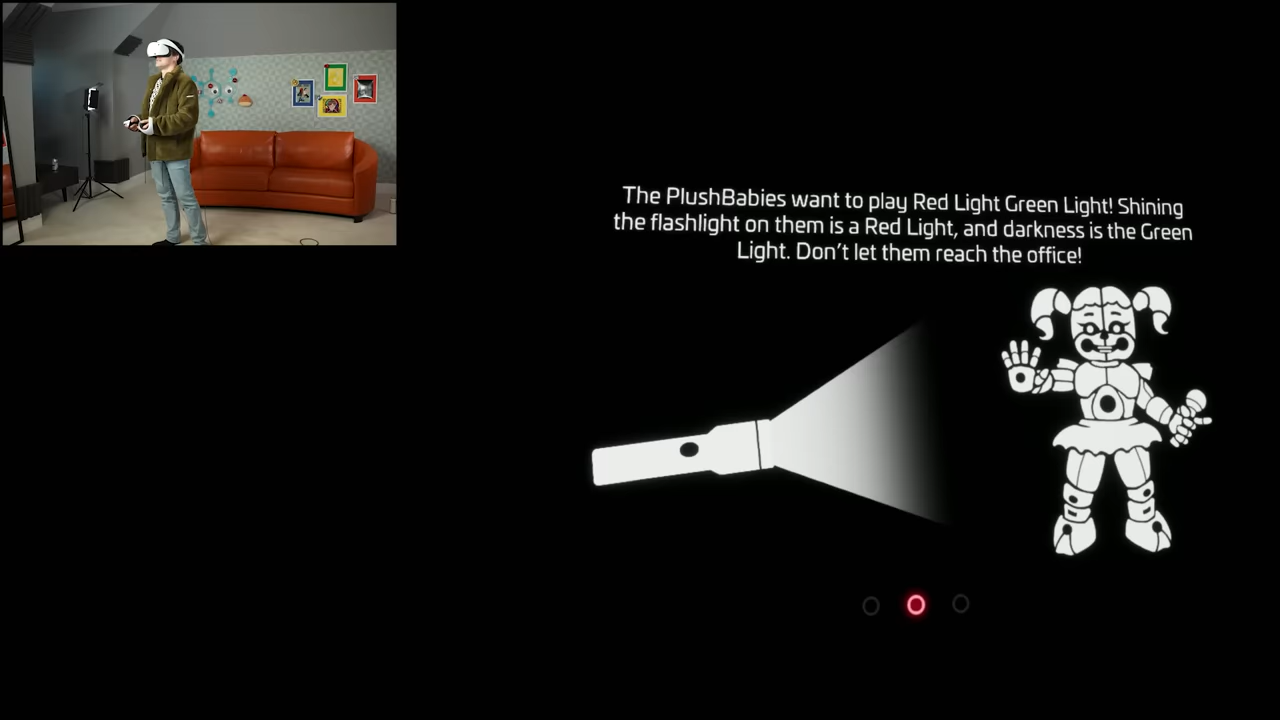 The PlushBabies want to play Red Light Green Light! Shining
the flashlight on them is a Red Light, and darkness is the Green
Light. Don't let them reach the office!